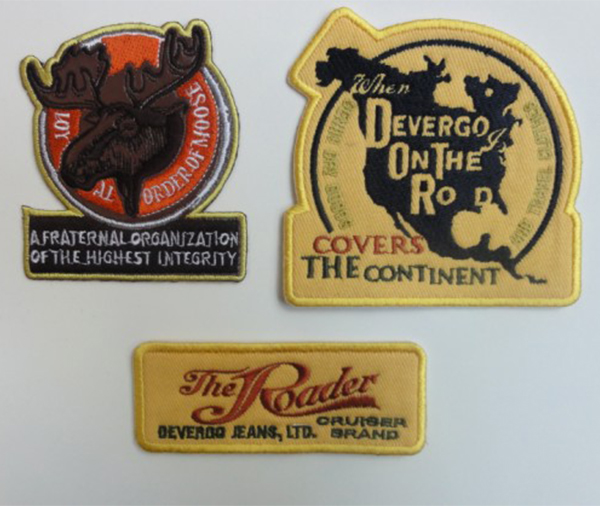 LOYAL ORDER OF MOOSE
A FRATERNAL ORGANIZATION
OF THE HIGHEST INTEGRITY
When
DEVERGO Is
ON THE
ROD
COVERS
THE CONTINENT
The Roader
DEVERGO JEANS, LTD. CRUISER
BRAND